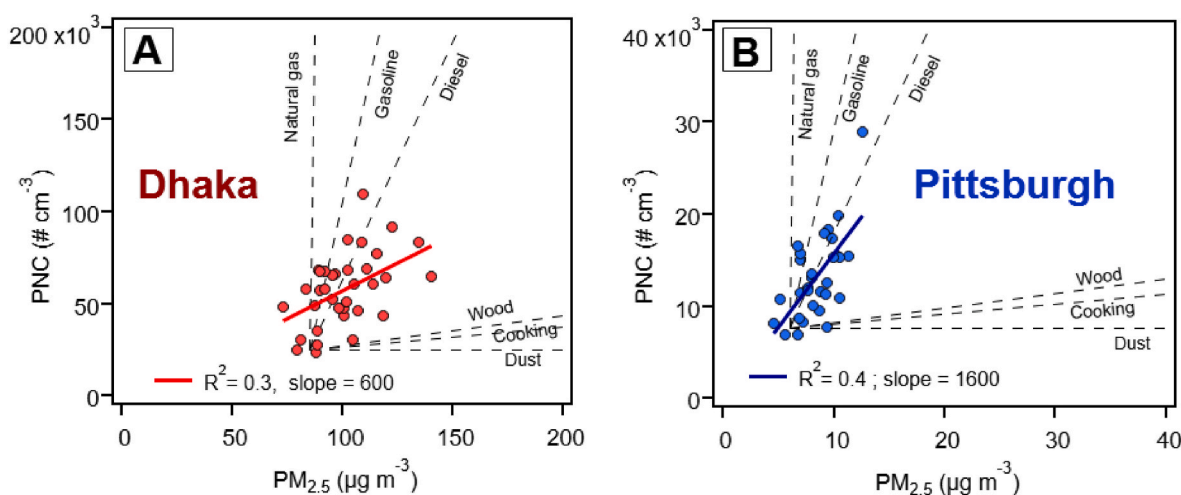 A
200 x10³
150
100
50
0
PNC (# cm⁻³)
Natural gas
Gasoline
Diesel
Dhaka
Wood
Cooking
Dust
R²= 0.3, slope = 600
0 50 100 150 200
PM₂.₅ (µg m⁻³)
B
40 x10³
30
20
10
0
PNC (# cm⁻³)
Natural gas
Gasoline
Diesel
Pittsburgh
Wood
Cooking
Dust
R²= 0.4 ; slope = 1600
0 10 20 30 40
PM₂.₅ (µg m⁻³)